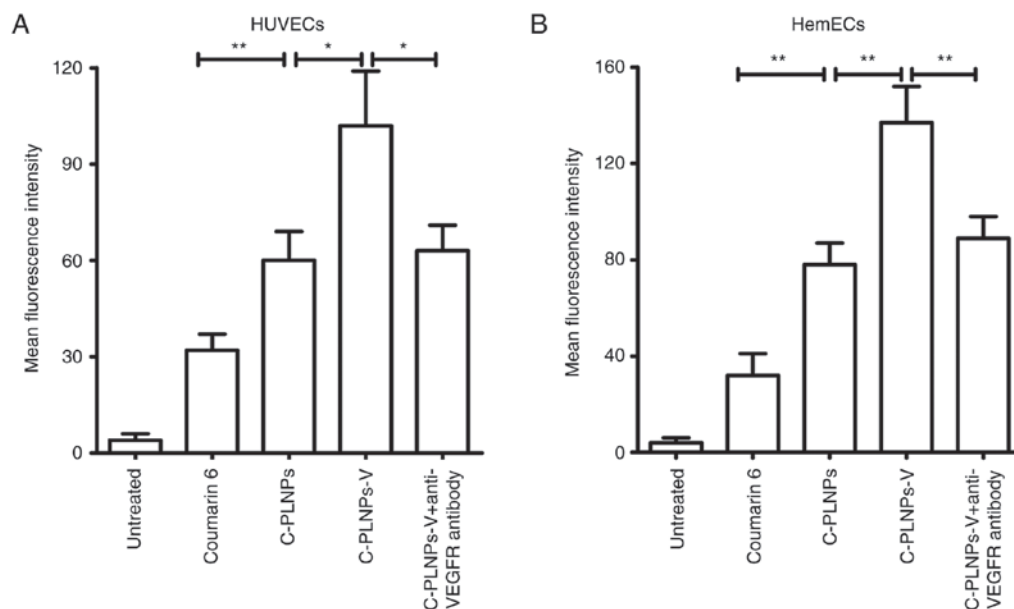 A
HUVECs
** * *
120
90
60
30
0
Mean fluorescence intensity
Untreated
Coumarin 6
C-PLNPs
C-PLNPs-V
C-PLNPs-V+anti-
VEGFR antibody
B
HemECs
** ** **
160
120
80
40
0
Mean fluorescence intensity
Untreated
Coumarin 6
C-PLNPs
C-PLNPs-V
C-PLNPs-V+anti-
VEGFR antibody